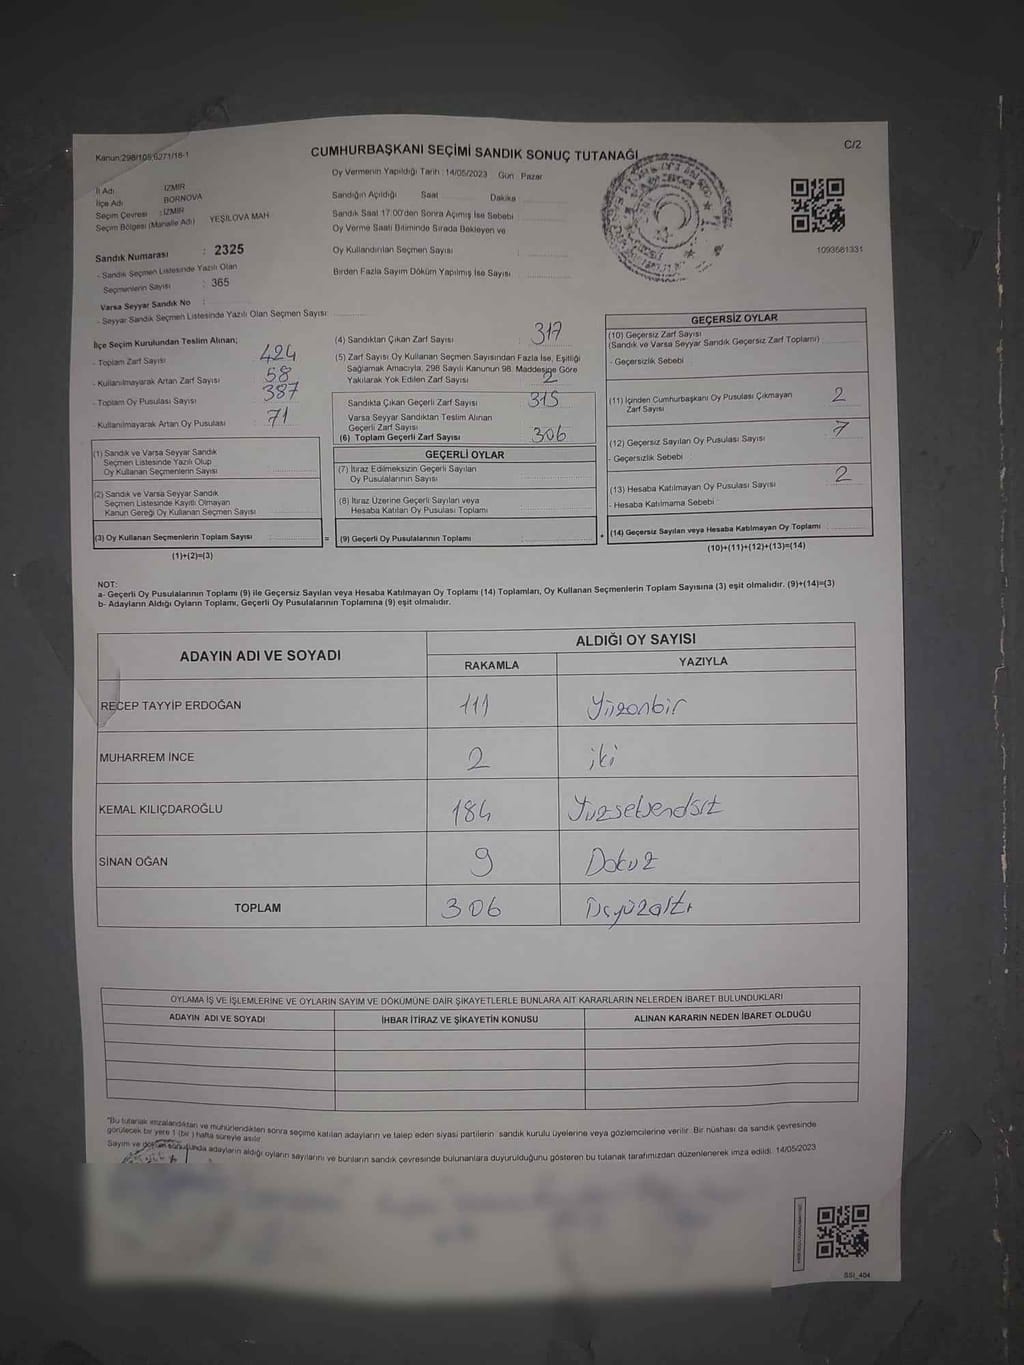 Kanun:298/105;6271/18-1
CUMHURBAŞKANI SEÇİMİ SANDIK SONUÇ TUTANAĞI
C/2
İl Adı : İZMİR
İlçe Adı : BORNOVA
Seçim Çevresi : İZMİR
Seçim Bölgesi (Mahalle Adı) : YEŞİLOVA MAH
Sandık Numarası : 2325
- Sandık Seçmen Listesinde Yazılı Olan
Seçmenlerin Sayısı : 365
Varsa Seyyar Sandık No :
- Seyyar Sandık Seçmen Listesinde Yazılı Olan Seçmen Sayısı:
Oy Vermenin Yapıldığı Tarih : 14/05/2023 Gün : Pazar
Sandığın Açıldığı Saat Dakika
Sandık Saat 17:00'den Sonra Açımış İse Sebebi
Oy Verme Saati Bitiminde Sırada Bekleyen ve
Oy Kullandırılan Seçmen Sayısı
Birden Fazla Sayım Döküm Yapılmış İse Sayısı
1093681331
İlçe Seçim Kurulundan Teslim Alınan;
- Toplam Zarf Sayısı : 424
- Kullanılmayarak Artan Zarf Sayısı : 58
- Toplam Oy Pusulası Sayısı : 387
- Kullanılmayarak Artan Oy Pusulası : 71
(4) Sandıktan Çıkan Zarf Sayısı : 317
(5) Zarf Sayısı Oy Kullanan Seçmen Sayısından Fazla İse, Eşitliği
Sağlamak Amacıyla, 298 Sayılı Kanunun 98. Maddesine Göre
Yakılarak Yok Edilen Zarf Sayısı 2
Sandıkta Çıkan Geçerli Zarf Sayısı 315
Varsa Seyyar Sandıktan Teslim Alınan
Geçerli Zarf Sayısı
(6) Toplam Geçerli Zarf Sayısı 306
GEÇERSİZ OYLAR
(10) Geçersiz Zarf Sayısı
(Sandık ve Varsa Seyyar Sandık Geçersiz Zarf Toplamı)
- Geçersizlik Sebebi
(11) İçinden Cumhurbaşkanı Oy Pusulası Çıkmayan
Zarf Sayısı 2
(12) Geçersiz Sayılan Oy Pusulası Sayısı 7
- Geçersizlik Sebebi
(13) Hesaba Katılmayan Oy Pusulası Sayısı 2
- Hesaba Katılmama Sebebi
(14) Geçersiz Sayılan veya Hesaba Katılmayan Oy Toplamı
(10)+(11)+(12)+(13)=(14)
(1) Sandık ve Varsa Seyyar Sandık
Seçmen Listesinde Yazılı Olup
Oy Kullanan Seçmenlerin Sayısı
(2) Sandık ve Varsa Seyyar Sandık
Seçmen Listesinde Kayıtlı Olmayan
Kanun Gereği Oy Kullanan Seçmen Sayısı
(3) Oy Kullanan Seçmenlerin Toplam Sayısı
(1)+(2)=(3)
=
GEÇERLİ OYLAR
(7) İtiraz Edilmeksizin Geçerli Sayılan
Oy Pusulalarının Sayısı
(8) İtiraz Üzerine Geçerli Sayılan veya
Hesaba Katılan Oy Pusulası Toplamı
(9) Geçerli Oy Pusulalarının Toplamı
+
NOT:
a- Geçerli Oy Pusulalarının Toplamı (9) ile Geçersiz Sayılan veya Hesaba Katılmayan Oy Toplamı (14) Toplamları, Oy Kullanan Seçmenlerin Toplam Sayısına (3) eşit olmalıdır. (9)+(14)=(3)
b- Adayların Aldığı Oyların Toplamı, Geçerli Oy Pusulalarının Toplamına (9) eşit olmalıdır.
ADAYIN ADI VE SOYADI
ALDIĞI OY SAYISI
RAKAMLA YAZIYLA
RECEP TAYYİP ERDOĞAN 111 Yüzonbir
MUHARREM İNCE 2 iki
KEMAL KILIÇDAROĞLU 184 Yüzseksendört
SİNAN OĞAN 9 Dokuz
TOPLAM 306 Üçyüzaltı
OYLAMA İŞ VE İŞLEMLERİNE VE OYLARIN SAYIM VE DÖKÜMÜNE DAİR ŞİKAYETLERLE BUNLARA AİT KARARLARIN NELERDEN İBARET BULUNDUKLARI
ADAYIN ADI VE SOYADI İHBAR İTİRAZ VE ŞİKAYETİN KONUSU ALINAN KARARIN NEDEN İBARET OLDUĞU
*Bu tutanak imzalandıktan ve mühürlendikten sonra seçime katılan adayların ve talep eden siyasi partilerin sandık kurulu üyelerine veya gözlemcilerine verilir. Bir nüshası da sandık çevresinde
görülecek bir yere 1 (bir ) hafta süreyle asılır.
Sayım ve döküm sonucunda adayların aldığı oyların sayılarını ve bunların sandık çevresinde bulunanlara duyurulduğunu gösteren bu tutanak tarafımızdan düzenlenerek imza edildi. 14/05/2023
SSI_404